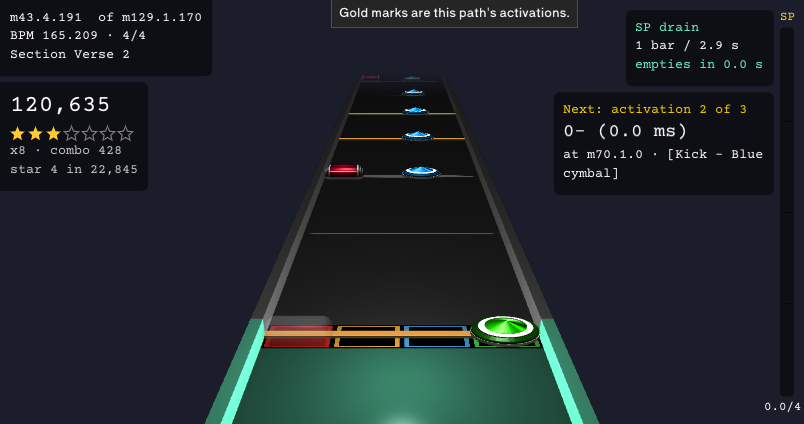 m43.4.191 of m129.1.170
BPM 165.209 · 4/4
Section Verse 2
Gold marks are this path's activations.
SP
SP drain
1 bar / 2.9 s
empties in 0.0 s
120,635
x8 · combo 428
star 4 in 22,845
Next: activation 2 of 3
0− (0.0 ms)
at m70.1.0 · [Kick − Blue
cymbal]
0.0/4